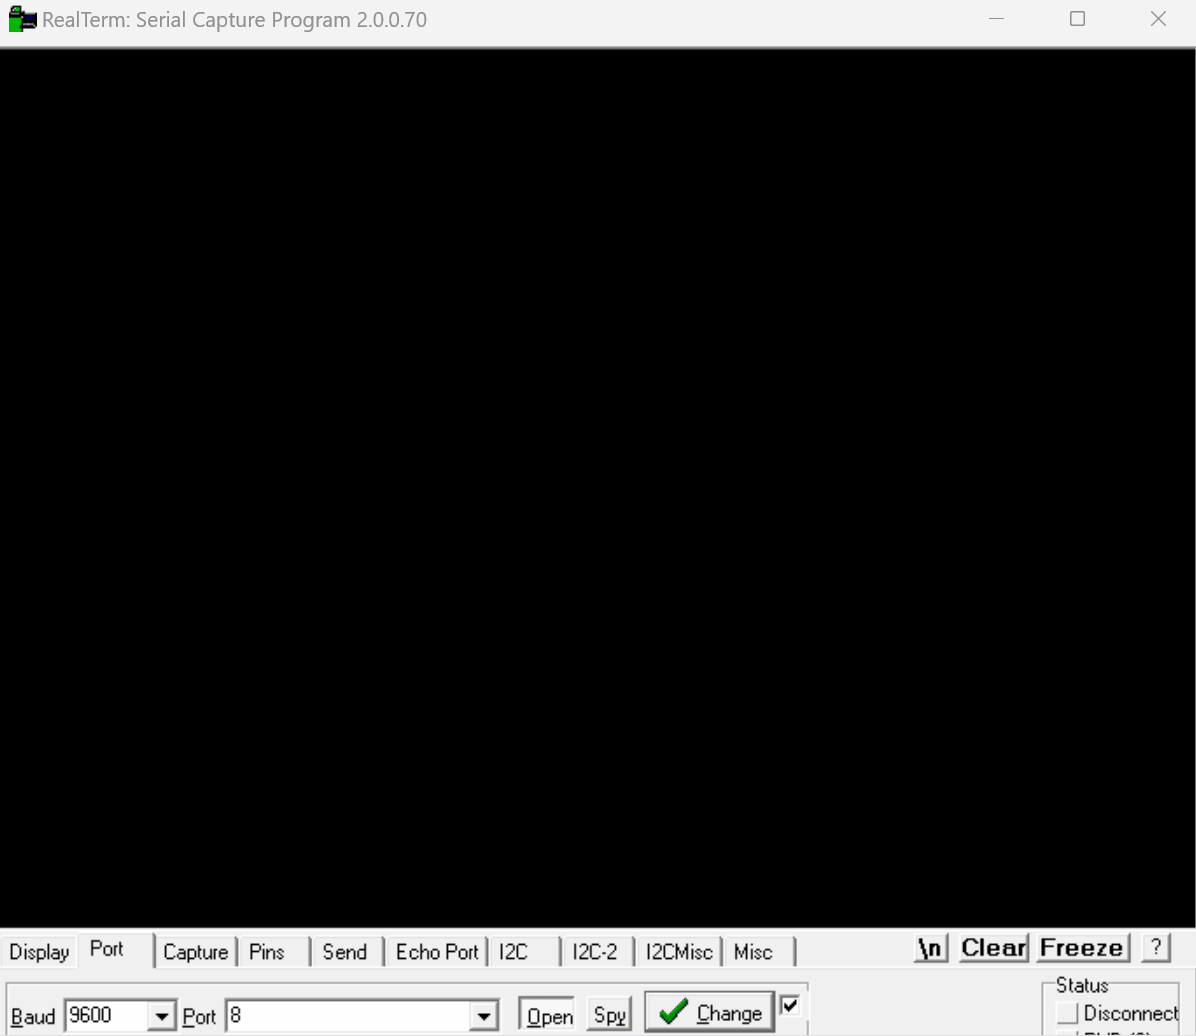 RealTerm: Serial Capture Program 2.0.0.70
Display Port Capture Pins Send Echo Port I2C I2C-2 I2CMisc Misc \n Clear Freeze ?
Status
Baud 9600 Port 8 Open Spy Change Disconnect